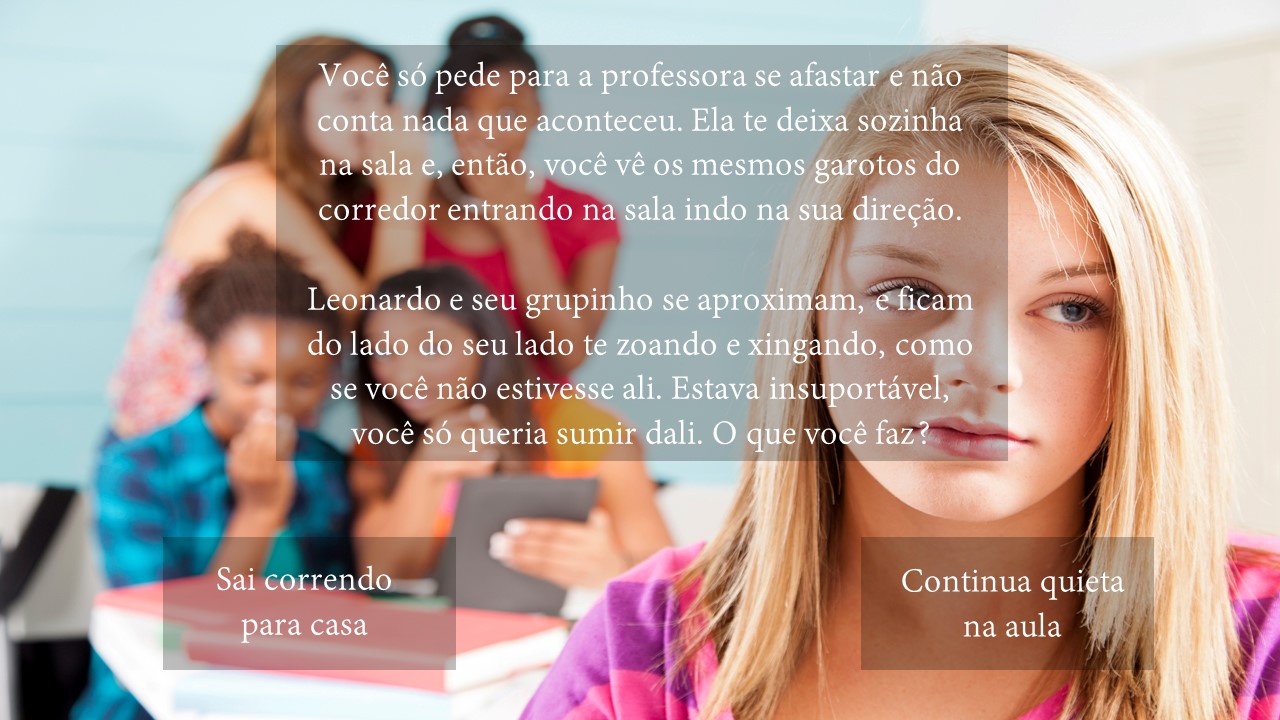 Você só pede para a professora se afastar e não
conta nada que aconteceu. Ela te deixa sozinha
na sala e, então, você vê os mesmos garotos do
corredor entrando na sala indo na sua direção.
Leonardo e seu grupinho se aproximam, e ficam
do lado do seu lado te zoando e xingando, como
se você não estivesse ali. Estava insuportável,
você só queria sumir dali. O que você faz?
Sai correndo
para casa
Continua quieta
na aula